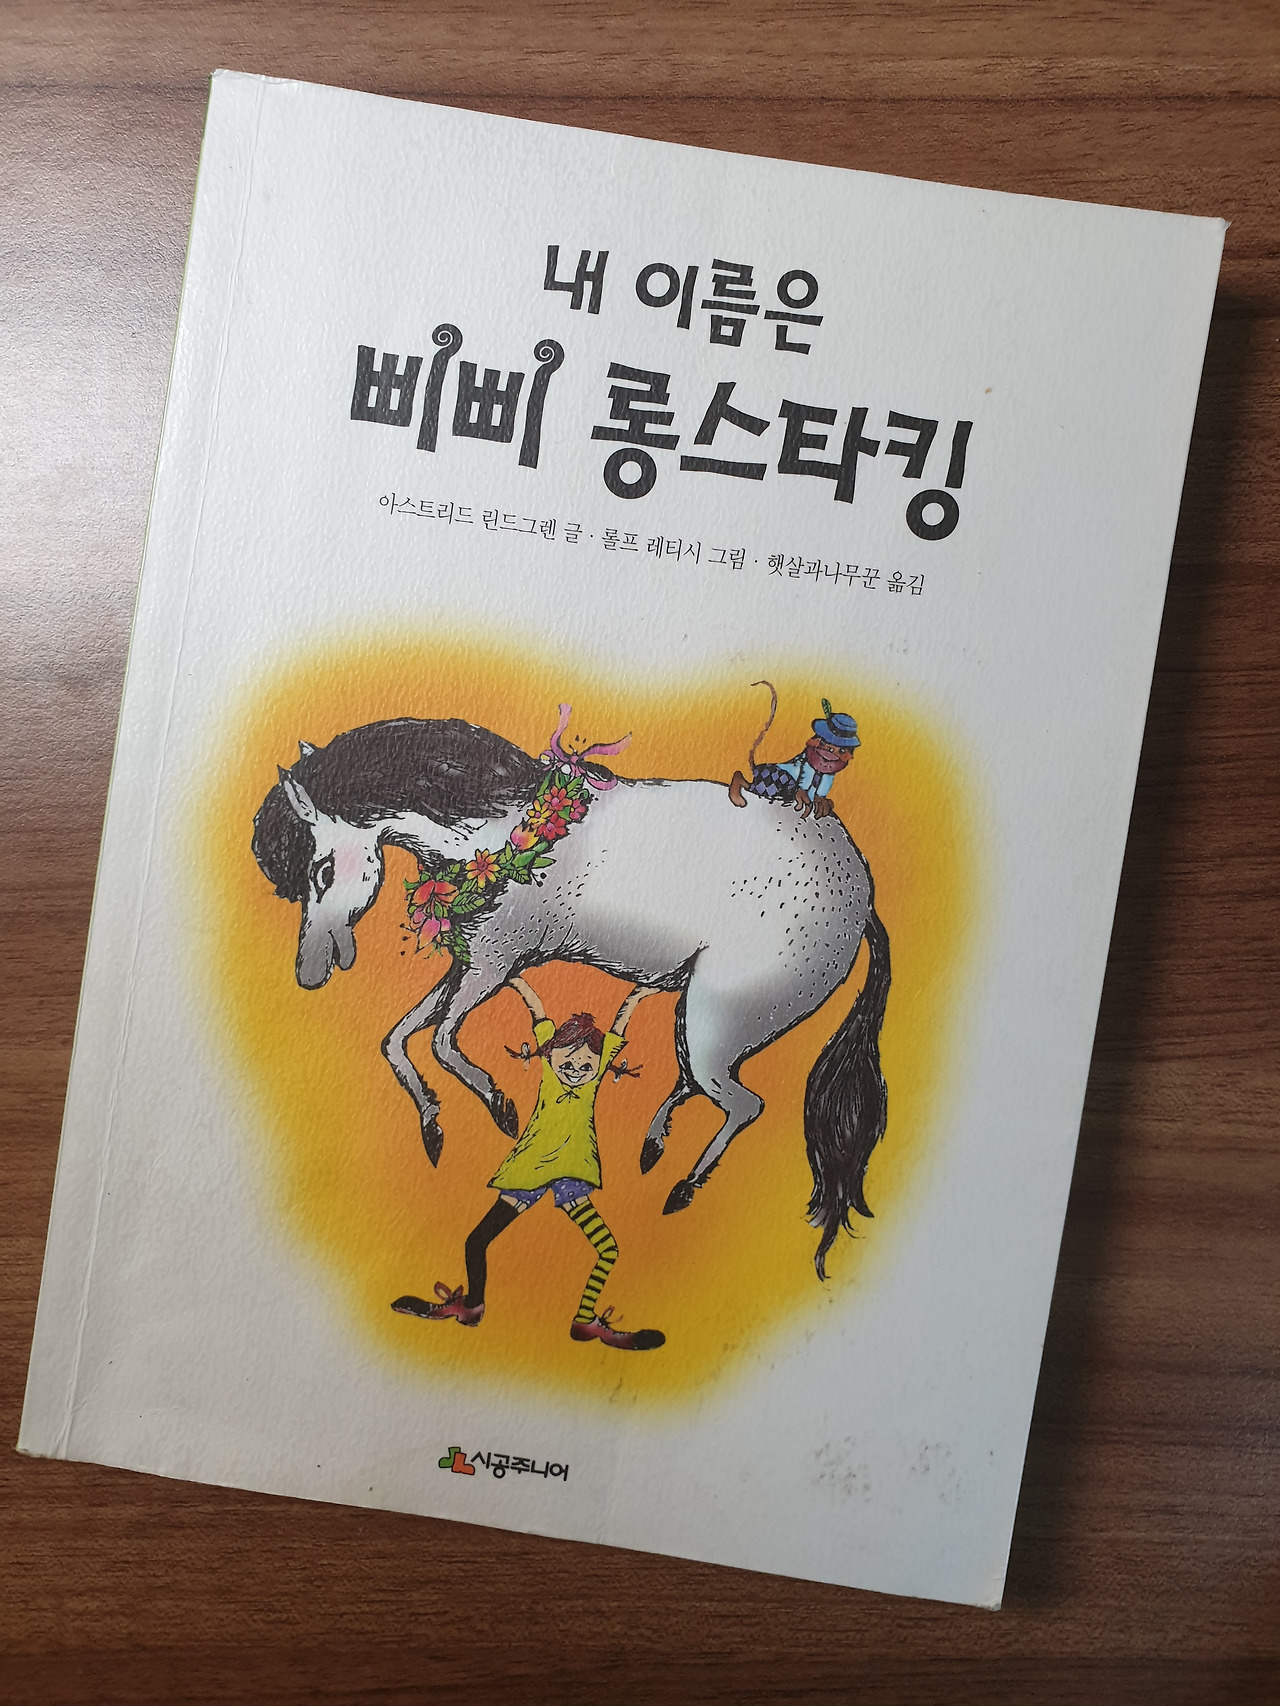 내 이름은
삐삐 롱스타킹
아스트리드 린드그렌 글 · 롤프 레티시 그림 · 햇살과나무꾼 옮김
시공주니어